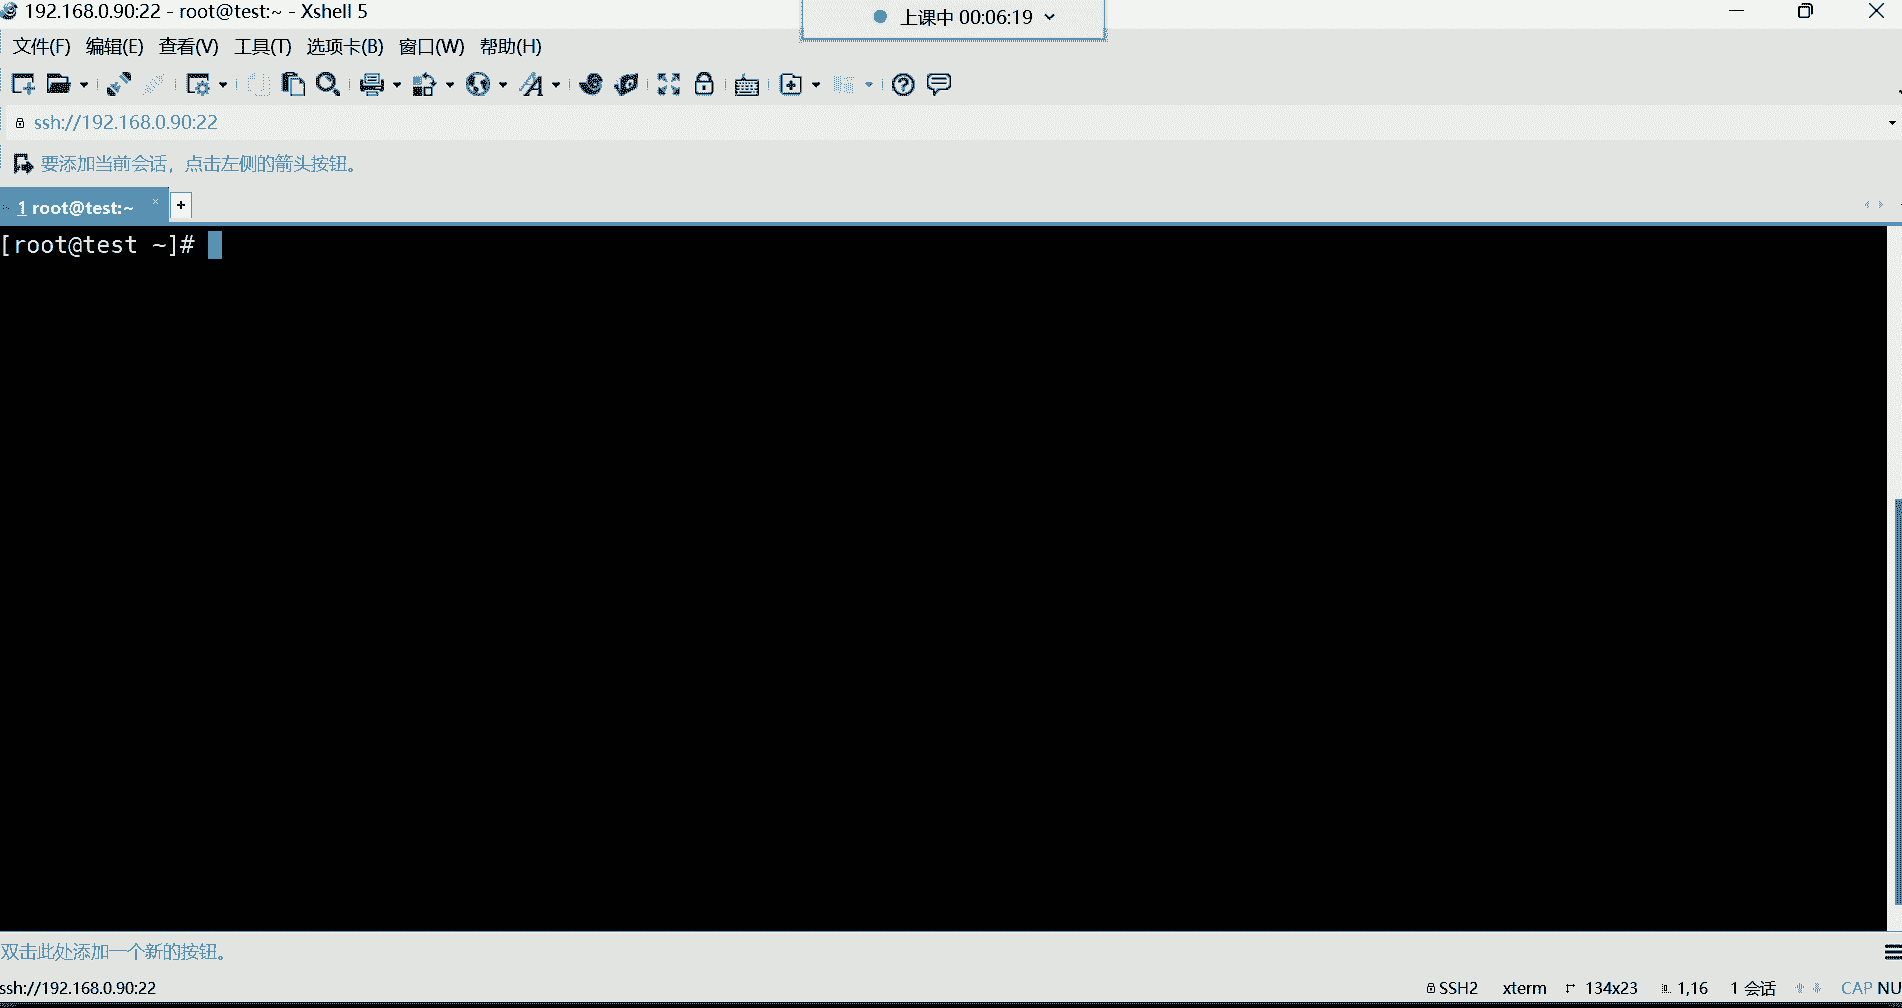 192.168.0.90:22 - root@test:~ - Xshell 5
上课中 00:06:19
文件(F) 编辑(E) 查看(V) 工具(T) 选项卡(B) 窗口(W) 帮助(H)
ssh://192.168.0.90:22
要添加当前会话，点击左侧的箭头按钮。
1 root@test:~ × +
[root@test ~]#
双击此处添加一个新的按钮。
ssh://192.168.0.90:22 SSH2 xterm 134x23 1,16 1 会话 CAP NU